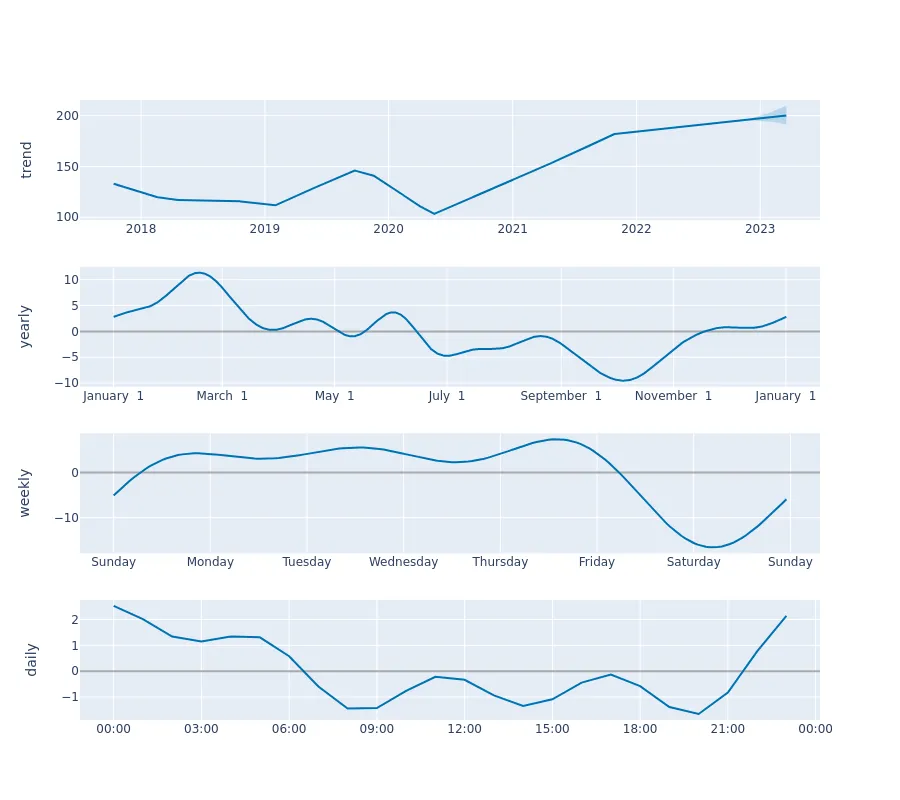 trend
200
150
100
2018 2019 2020 2021 2022 2023
yearly
10
5
0
−5
−10
January 1 March 1 May 1 July 1 September 1 November 1 January 1
weekly
0
−10
Sunday Monday Tuesday Wednesday Thursday Friday Saturday Sunday
daily
2
1
0
−1
00:00 03:00 06:00 09:00 12:00 15:00 18:00 21:00 00:00